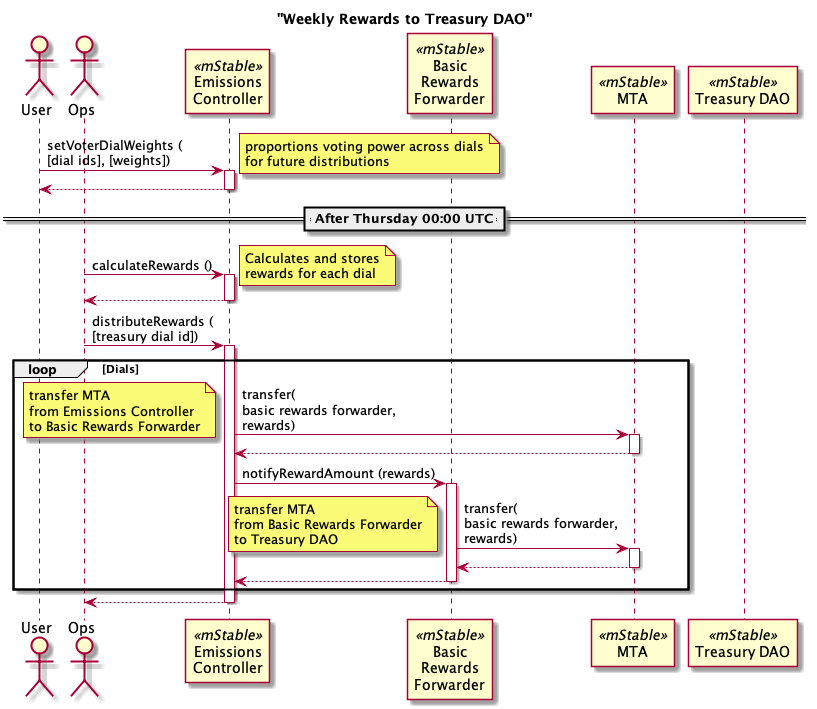 "Weekly Rewards to Treasury DAO"
User
Ops
«mStable»
Emissions
Controller
«mStable»
Basic
Rewards
Forwarder
«mStable»
MTA
«mStable»
Treasury DAO
setVoterDialWeights (
[dial ids], [weights])
proportions voting power across dials
for future distributions
After Thursday 00:00 UTC
calculateRewards ()
Calculates and stores
rewards for each dial
distributeRewards (
[treasury dial id])
loop
[Dials]
transfer MTA
from Emissions Controller
to Basic Rewards Forwarder
transfer(
basic rewards forwarder,
rewards)
notifyRewardAmount (rewards)
transfer MTA
from Basic Rewards Forwarder
to Treasury DAO
transfer(
basic rewards forwarder,
rewards)
User
Ops
«mStable»
Emissions
Controller
«mStable»
Basic
Rewards
Forwarder
«mStable»
MTA
«mStable»
Treasury DAO